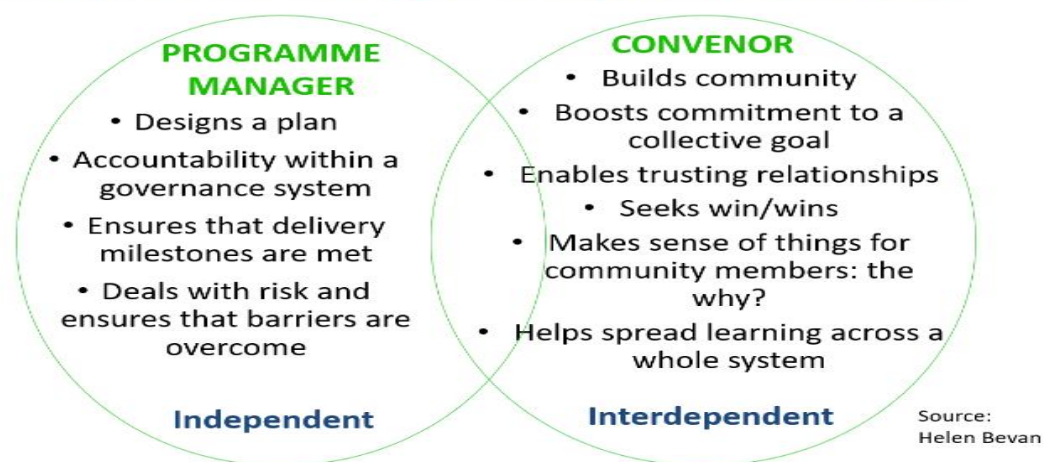 PROGRAMME
MANAGER
• Designs a plan
• Accountability within a
governance system
• Ensures that delivery
milestones are met
• Deals with risk and
ensures that barriers are
overcome
Independent
CONVENOR
• Builds community
• Boosts commitment to a
collective goal
• Enables trusting relationships
• Seeks win/wins
• Makes sense of things for
community members: the
why?
• Helps spread learning across a
whole system
Interdependent
Source:
Helen Bevan